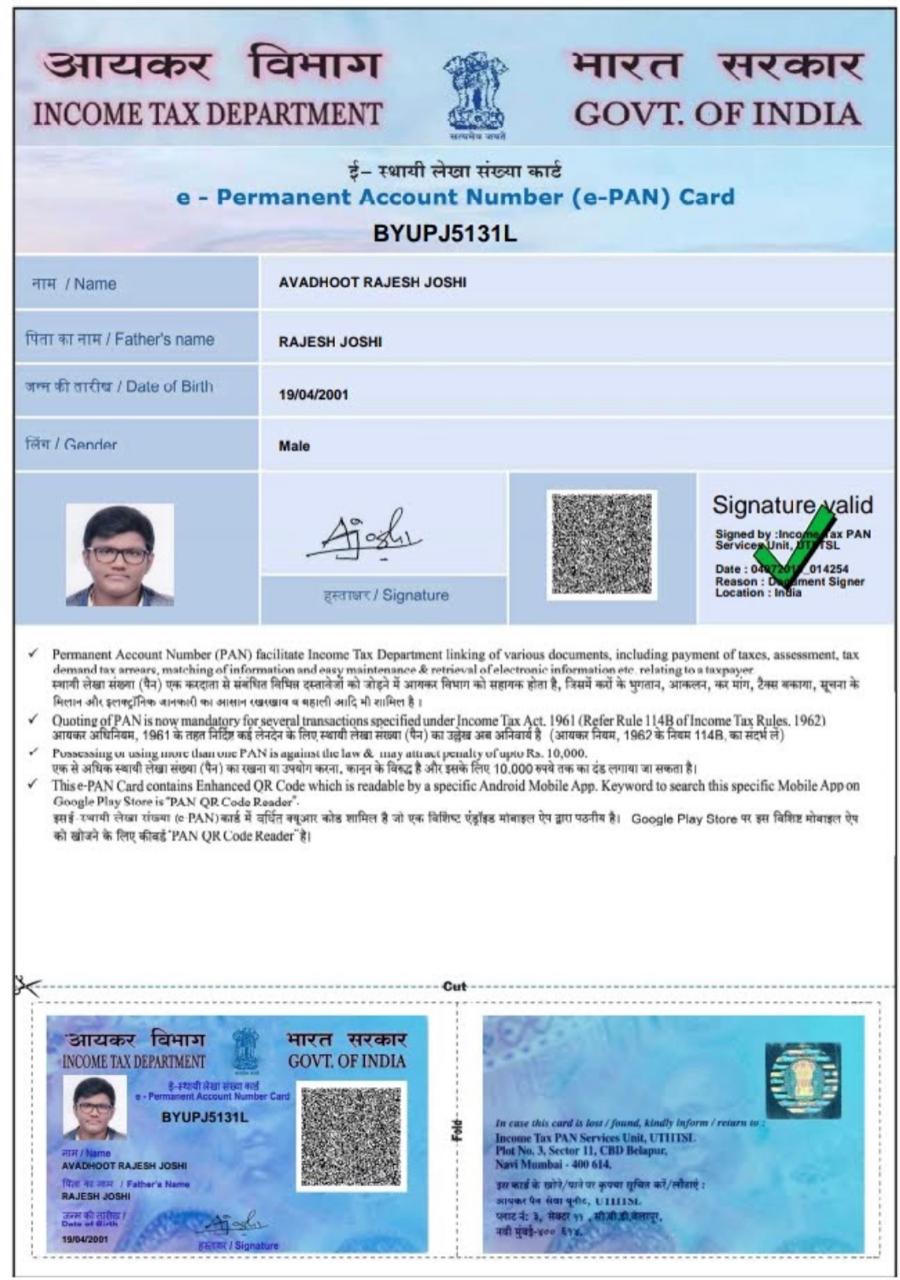 आयकर विभाग
INCOME TAX DEPARTMENT
सत्यमेव जयते
भारत सरकार
GOVT. OF INDIA
ई- स्थायी लेखा संख्या कार्ड
e - Permanent Account Number (e-PAN) Card
BYUPJ5131L
नाम / Name
AVADHOOT RAJESH JOSHI
पिता का नाम / Father's name
RAJESH JOSHI
जन्म की तारीख / Date of Birth
19/04/2001
लिंग / Gender
Male
Ajoshi
हस्ताक्षर / Signature
Signature valid
Signed by :Income Tax PAN
Services Unit, UTIITSL
Date : _014254
Reason : Document Signer
Location : India
✓ Permanent Account Number (PAN) facilitate Income Tax Department linking of various documents, including payment of taxes, assessment, tax
demand tax arrears, matching of information and easy maintenance & retrieval of electronic information etc. relating to a taxpayer.
स्थायी लेखा संख्या (पैन) एक करदाता से संबंधित विभिन्न दस्तावेजों को जोड़ने में आयकर विभाग को सहायक होता है, जिसमें करों के भुगतान, आकलन, कर मांग, टैक्स बकाया, सूचना के
मिलान और इलक्ट्रॉनिक जानकारी का आसान रखरखाव व बहाली आदि भी शामिल है ।
✓ Quoting of PAN is now mandatory for several transactions specified under Income Tax Act, 1961 (Refer Rule 114B of Income Tax Rules, 1962)
आयकर अधिनियम, 1961 के तहत निर्दिष्ट कई लेनदेन के लिए स्थायी लेखा संख्या (पैन) का उल्लेख अब अनिवार्य है (आयकर नियम, 1962 के नियम 114B, का संदर्भ ले)
✓ Possessing or using more than one PAN is against the law & may attract penalty of upto Rs. 10,000.
एक से अधिक स्थायी लेखा संख्या (पैन) का रखना या उपयोग करना, कानून के विरुद्ध है और इसके लिए 10,000 रुपये तक का दंड लगाया जा सकता है।
✓ This e-PAN Card contains Enhanced QR Code which is readable by a specific Android Mobile App. Keyword to search this specific Mobile App on
Google Play Store is "PAN QR Code Reader".
इसई-स्थायी लेखा संख्या (e-PAN)कार्ड में वर्धित क्यूआर कोड शामिल है जो एक विशिष्ट एंड्रॉइड मोबाइल ऐप द्वारा पठनीय है। Google Play Store पर इस विशिष्ट मोबाइल ऐप
को खोजने के लिए कीवर्ड "PAN QR Code Reader" है।
Cut
आयकर विभाग
INCOME TAX DEPARTMENT
भारत सरकार
GOVT. OF INDIA
ई-स्थायी लेखा संख्या कार्ड
e - Permanent Account Number Card
BYUPJ5131L
नाम / Name
AVADHOOT RAJESH JOSHI
पिता का नाम / Father's Name
RAJESH JOSHI
जन्म की तारीख /
Date of Birth
19/04/2001
Ajoshi
हस्ताक्षर / Signature
Fold
In case this card is lost / found, kindly inform / return to :
Income Tax PAN Services Unit, UTIITSL
Plot No. 3, Sector 11, CBD Belapur,
Navi Mumbai - 400 614.
इस कार्ड के खोने/पाने पर कृपया सूचित करें/लौटाएं :
आयकर पैन सेवा यूनीट, UTIITSL
प्लाट नं: ३, सेक्टर ११ , सी.बी.डी.बेलापूर,
नवी मुंबई-४०० ६१४.